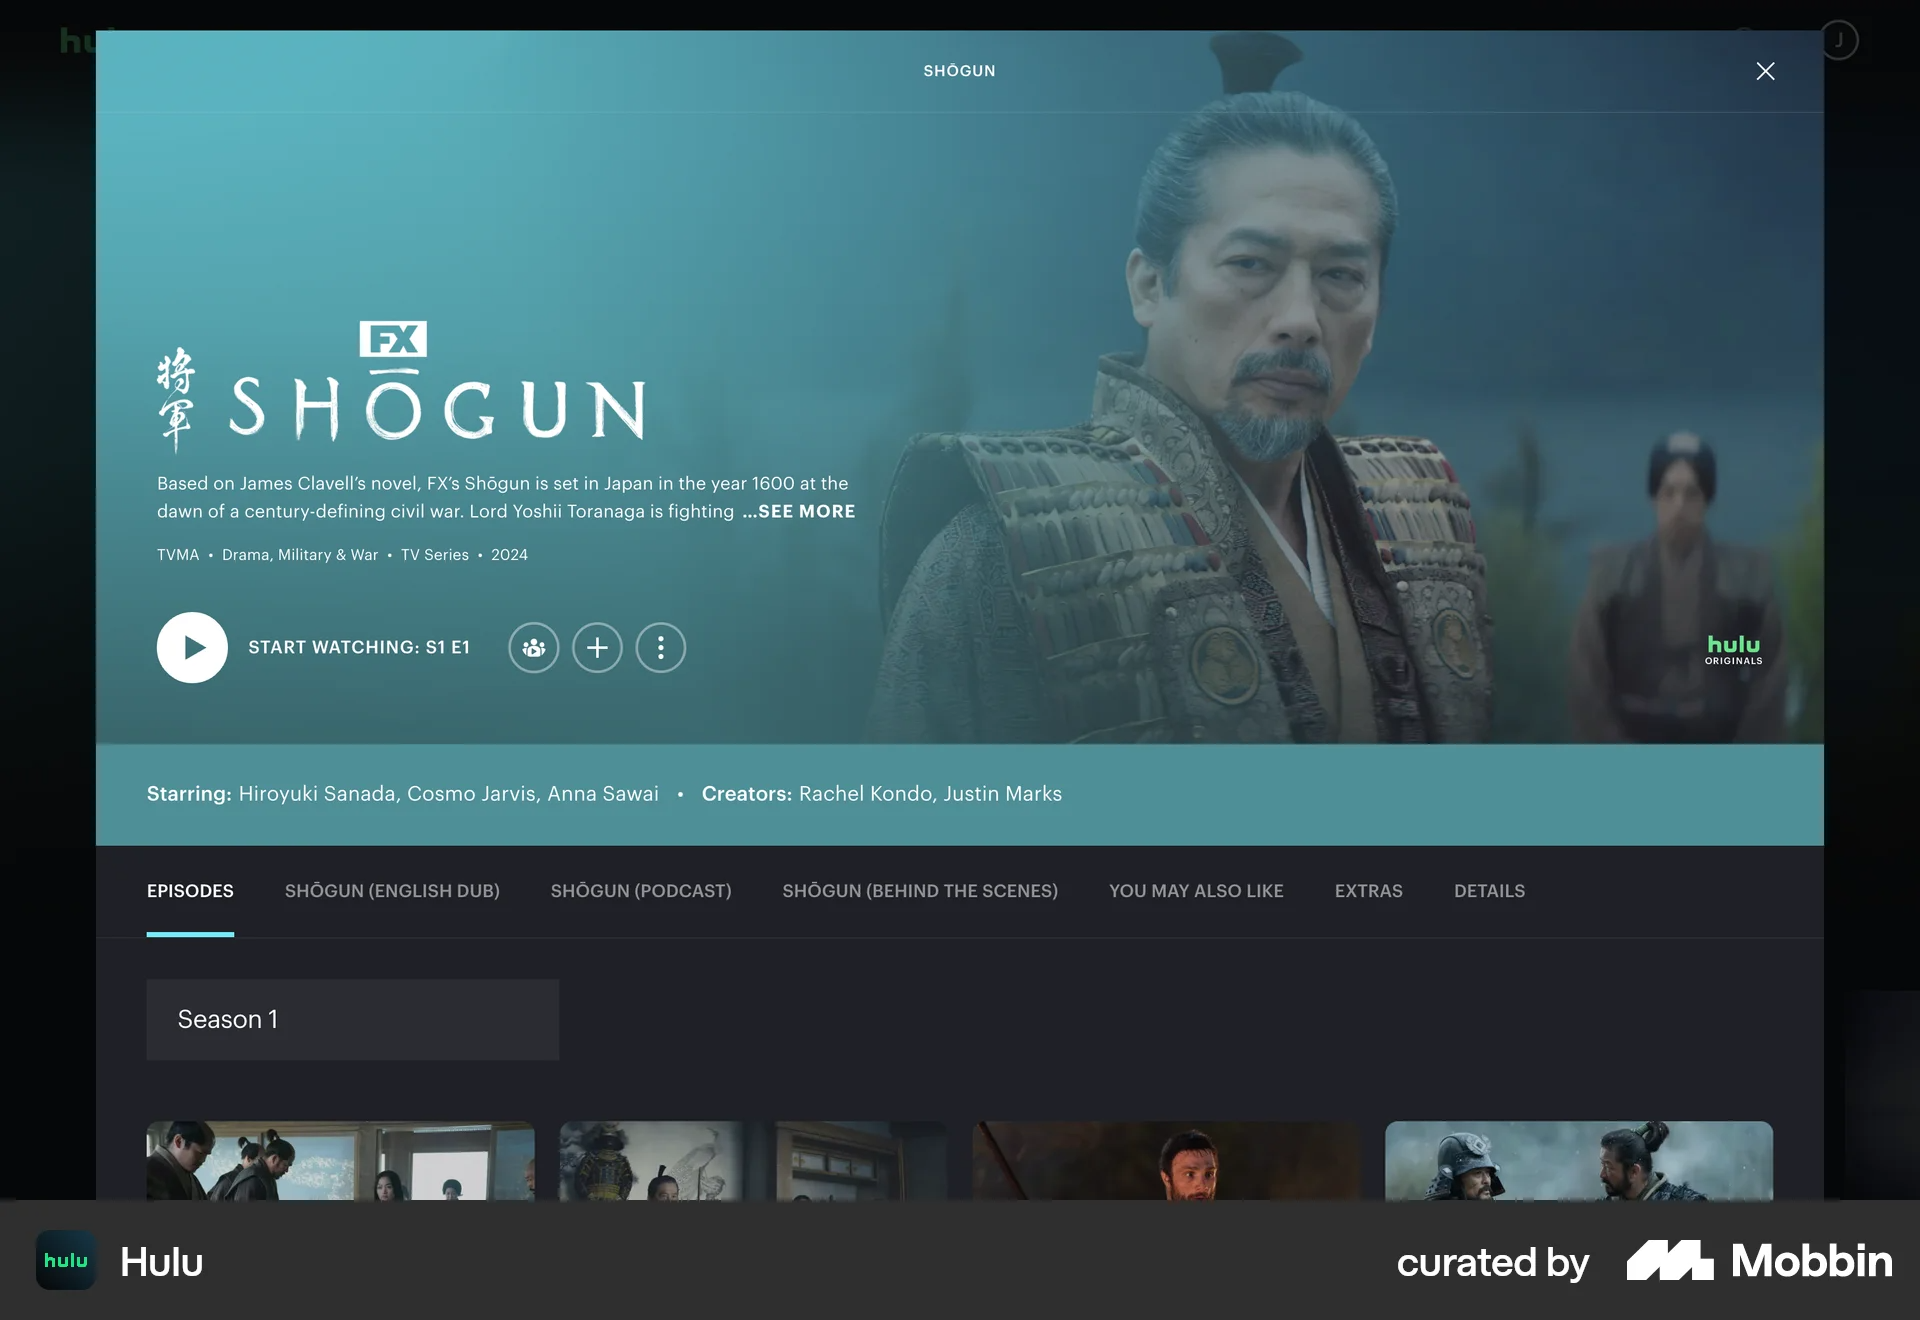 hulu
J
SHŌGUN
FX
將軍
SHŌGUN
Based on James Clavell's novel, FX's Shōgun is set in Japan in the year 1600 at the
dawn of a century-defining civil war. Lord Yoshii Toranaga is fighting ...SEE MORE
TVMA • Drama, Military & War • TV Series • 2024
START WATCHING: S1 E1
hulu
ORIGINALS
Starring: Hiroyuki Sanada, Cosmo Jarvis, Anna Sawai • Creators: Rachel Kondo, Justin Marks
EPISODES SHŌGUN (ENGLISH DUB) SHŌGUN (PODCAST) SHŌGUN (BEHIND THE SCENES) YOU MAY ALSO LIKE EXTRAS DETAILS
Season 1
hulu Hulu curated by Mobbin